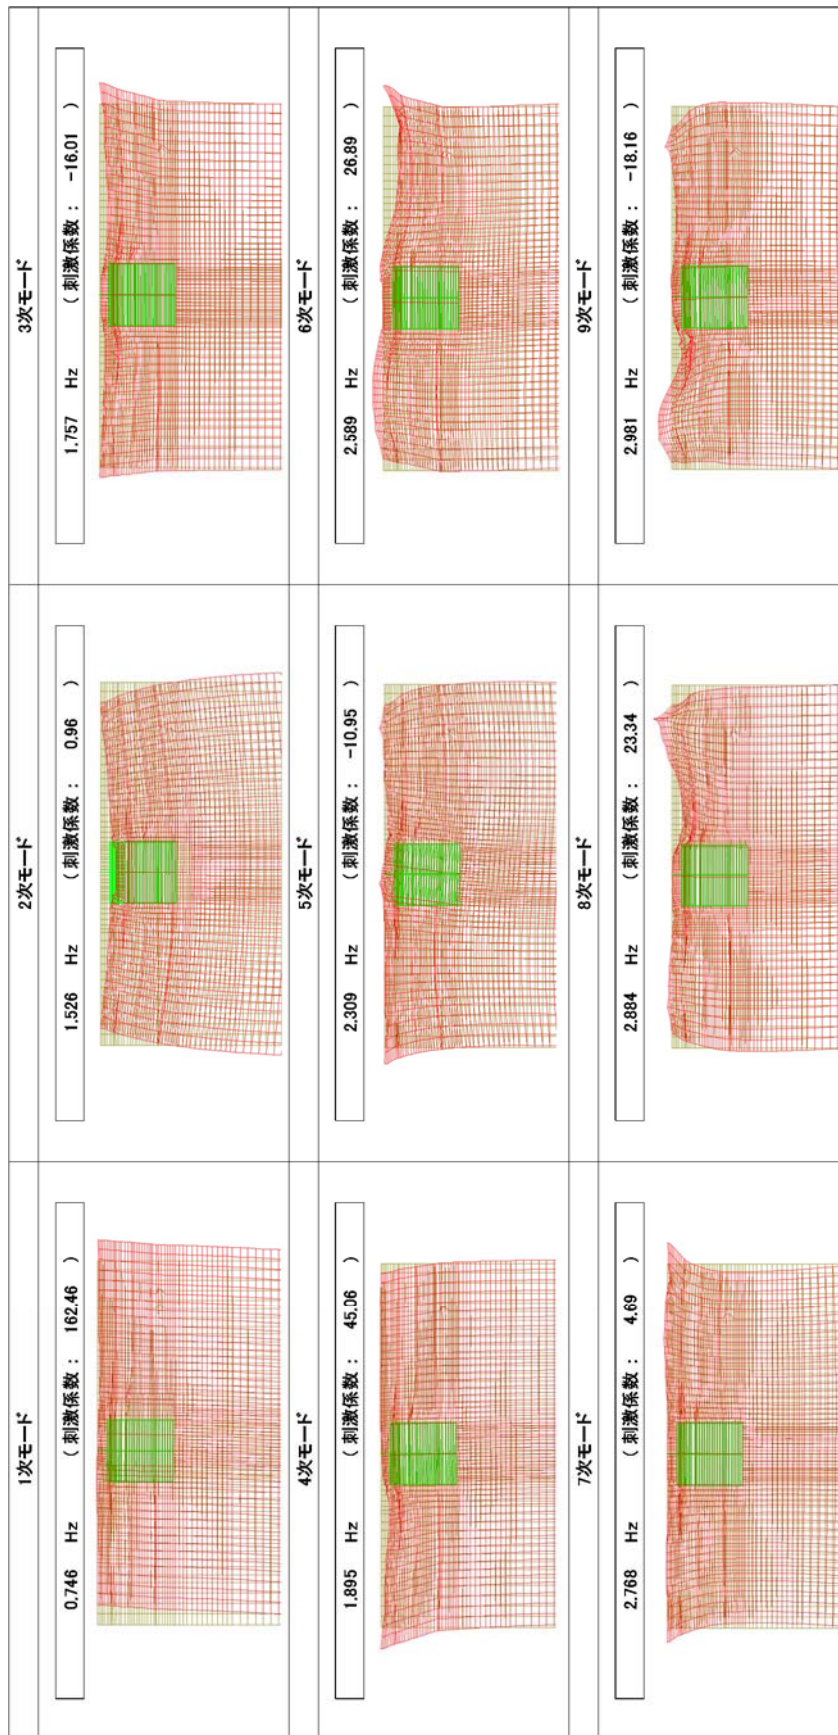 1次モード
0.746 Hz ( 刺激係数 : 162.46 )
2次モード
1.526 Hz ( 刺激係数 : 0.96 )
3次モード
1.757 Hz ( 刺激係数 : -16.01 )
4次モード
1.895 Hz ( 刺激係数 : 45.06 )
5次モード
2.309 Hz ( 刺激係数 : -10.95 )
6次モード
2.589 Hz ( 刺激係数 : 26.89 )
7次モード
2.768 Hz ( 刺激係数 : 4.69 )
8次モード
2.884 Hz ( 刺激係数 : 23.34 )
9次モード
2.981 Hz ( 刺激係数 : -18.16 )